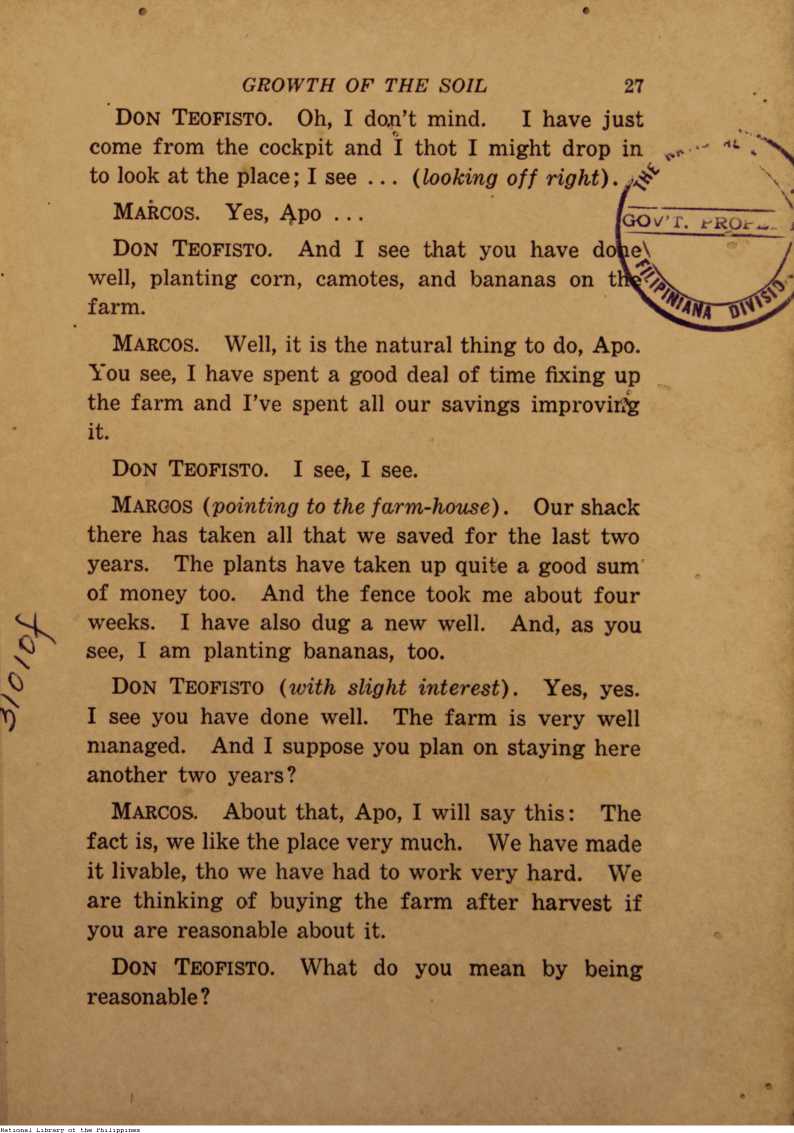 GROWTH OF THE SOIL 27
DON TEOFISTO. Oh, I don't mind. I have just
come from the cockpit and I thot I might drop in
to look at the place; I see ... (looking off right).
MARCOS. Yes, Apo ...
DON TEOFISTO. And I see that you have done
well, planting corn, camotes, and bananas on the
farm.
MARCOS. Well, it is the natural thing to do, Apo.
You see, I have spent a good deal of time fixing up
the farm and I've spent all our savings improving
it.
DON TEOFISTO. I see, I see.
MARCOS (pointing to the farm-house). Our shack
there has taken all that we saved for the last two
years. The plants have taken up quite a good sum
of money too. And the fence took me about four
weeks. I have also dug a new well. And, as you
see, I am planting bananas, too.
DON TEOFISTO (with slight interest). Yes, yes.
I see you have done well. The farm is very well
managed. And I suppose you plan on staying here
another two years?
MARCOS. About that, Apo, I will say this: The
fact is, we like the place very much. We have made
it livable, tho we have had to work very hard. We
are thinking of buying the farm after harvest if
you are reasonable about it.
DON TEOFISTO. What do you mean by being
reasonable?
THE
GOV'T.
FILIPINIANA
National Library of the Philippines